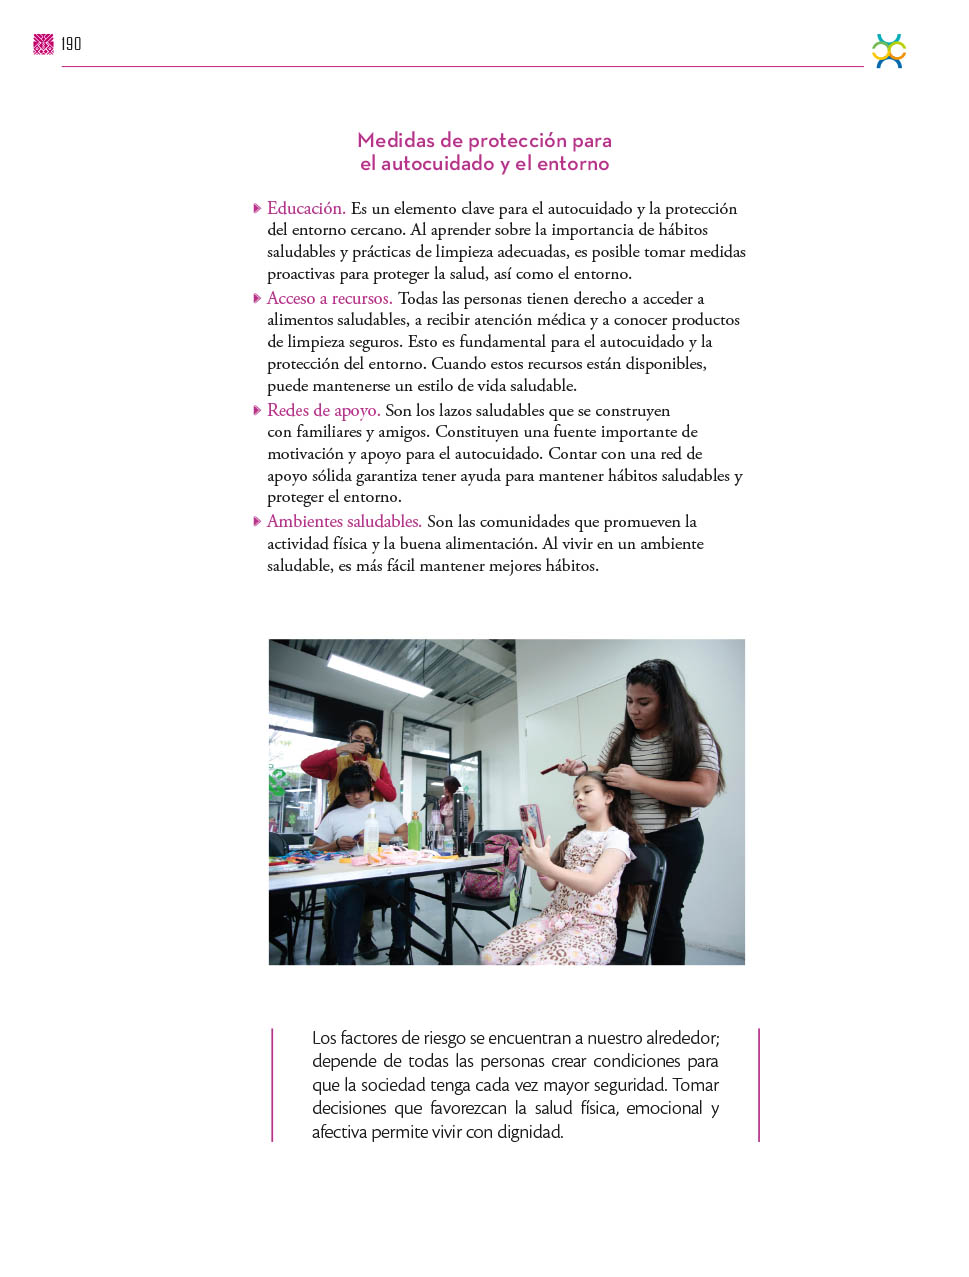 190
Medidas de protección para
el autocuidado y el entorno
Educación. Es un elemento clave para el autocuidado y la protección
del entorno cercano. Al aprender sobre la importancia de hábitos
saludables y prácticas de limpieza adecuadas, es posible tomar medidas
proactivas para proteger la salud, así como el entorno.
Acceso a recursos. Todas las personas tienen derecho a acceder a
alimentos saludables, a recibir atención médica y a conocer productos
de limpieza seguros. Esto es fundamental para el autocuidado y la
protección del entorno. Cuando estos recursos están disponibles,
puede mantenerse un estilo de vida saludable.
Redes de apoyo. Son los lazos saludables que se construyen
con familiares y amigos. Constituyen una fuente importante de
motivación y apoyo para el autocuidado. Contar con una red de
apoyo sólida garantiza tener ayuda para mantener hábitos saludables y
proteger el entorno.
Ambientes saludables. Son las comunidades que promueven la
actividad física y la buena alimentación. Al vivir en un ambiente
saludable, es más fácil mantener mejores hábitos.
Los factores de riesgo se encuentran a nuestro alrededor;
depende de todas las personas crear condiciones para
que la sociedad tenga cada vez mayor seguridad. Tomar
decisiones que favorezcan la salud física, emocional y
afectiva permite vivir con dignidad.